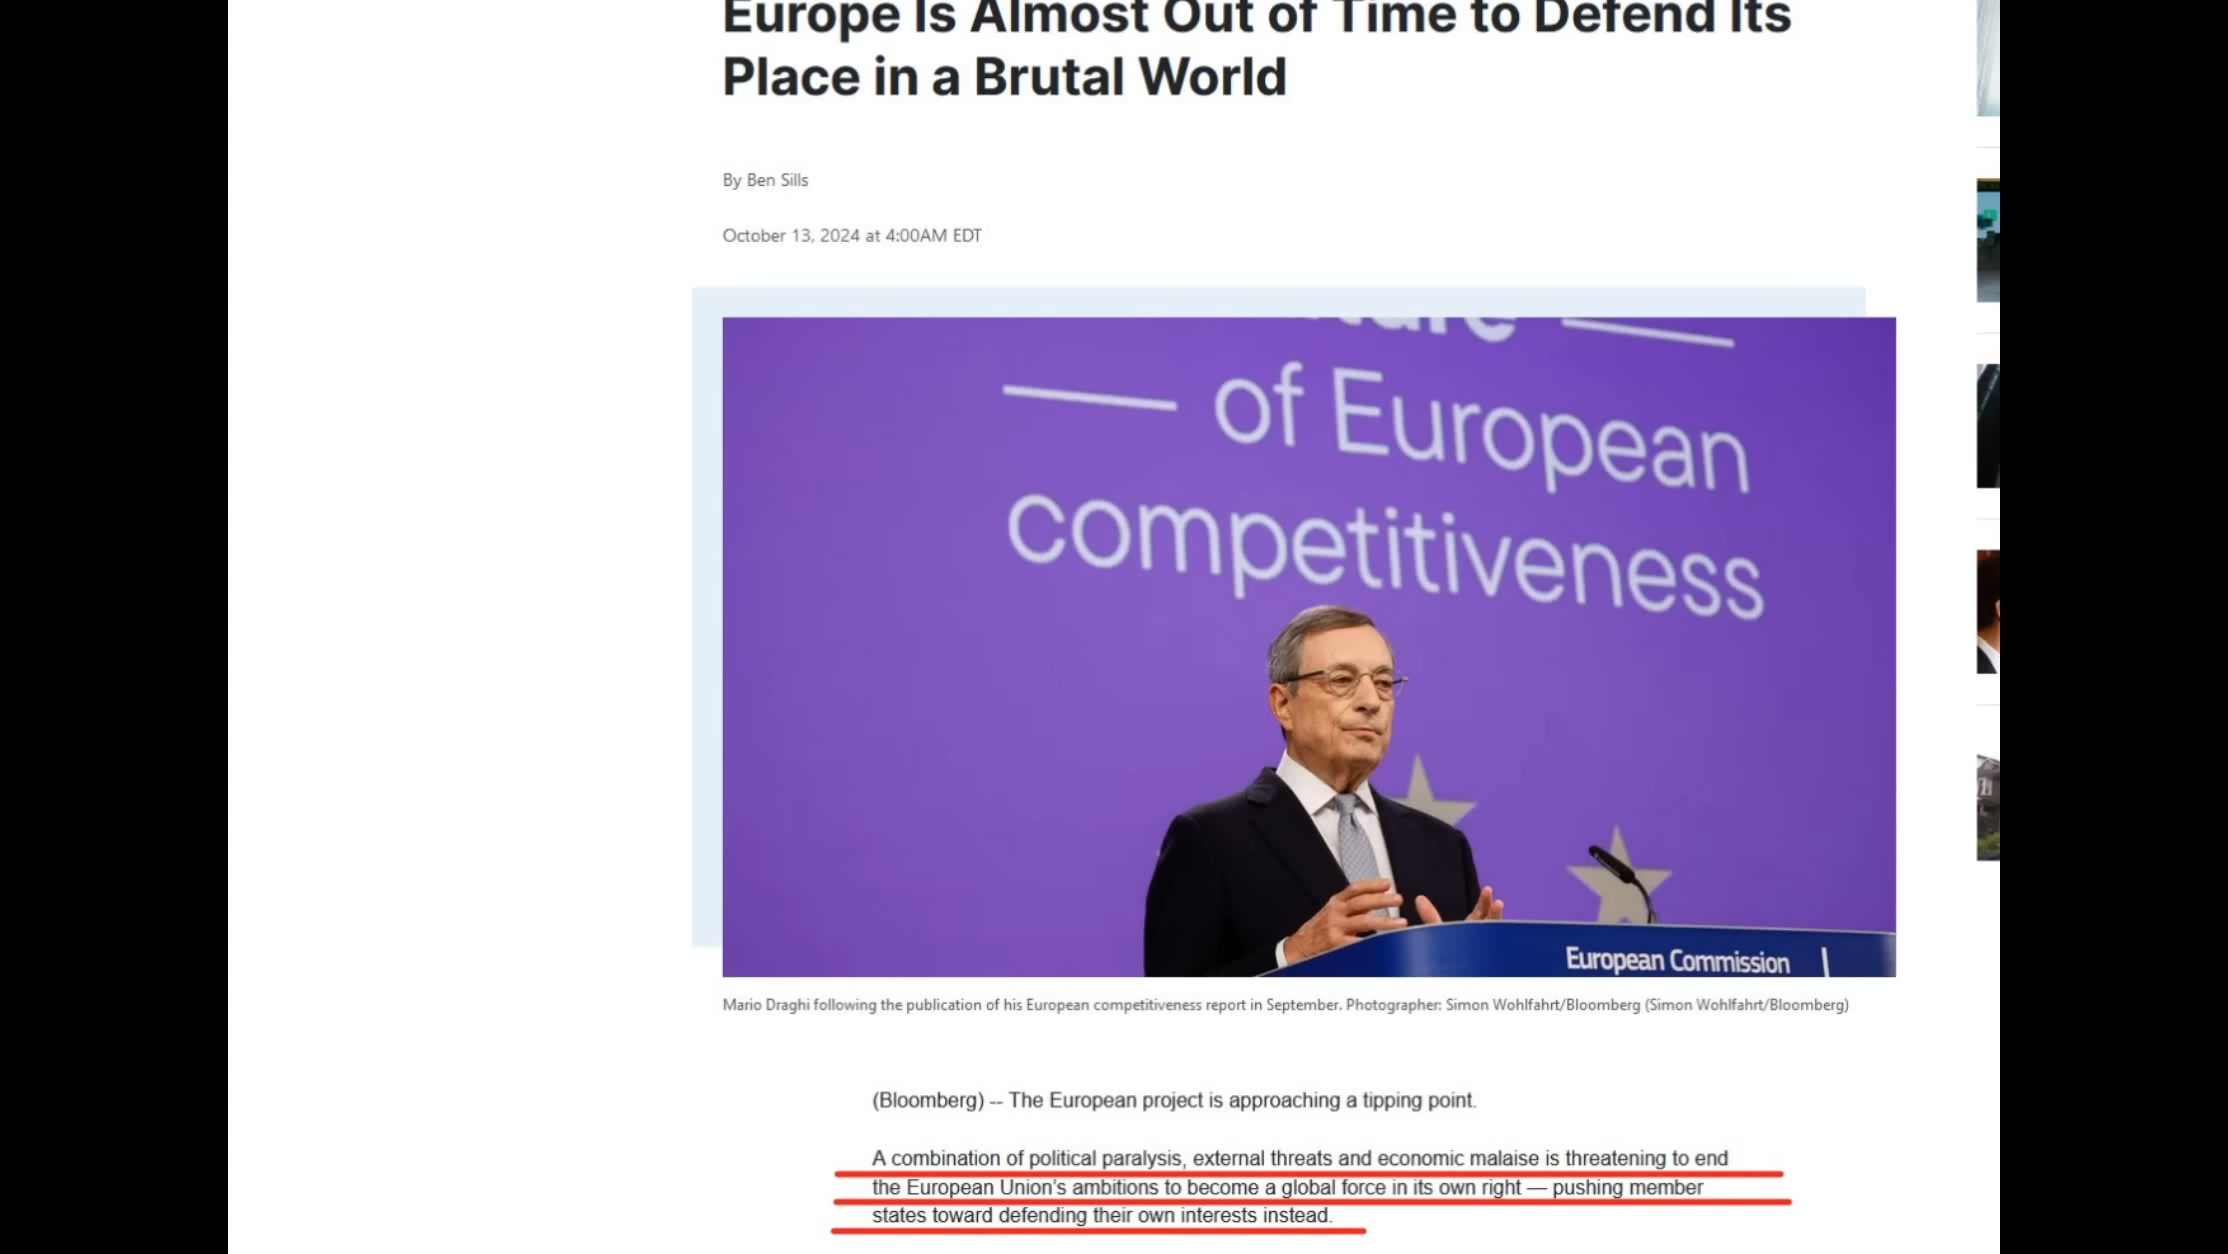 Europe Is Almost Out of Time to Defend Its
Place in a Brutal World
By Ben Sills
October 13, 2024 at 4:00AM EDT
of European
competitiveness
European Commission
Mario Draghi following the publication of his European competitiveness report in September. Photographer: Simon Wohlfahrt/Bloomberg (Simon Wohlfahrt/Bloomberg)
(Bloomberg) -- The European project is approaching a tipping point.
A combination of political paralysis, external threats and economic malaise is threatening to end
the European Union's ambitions to become a global force in its own right — pushing member
states toward defending their own interests instead.